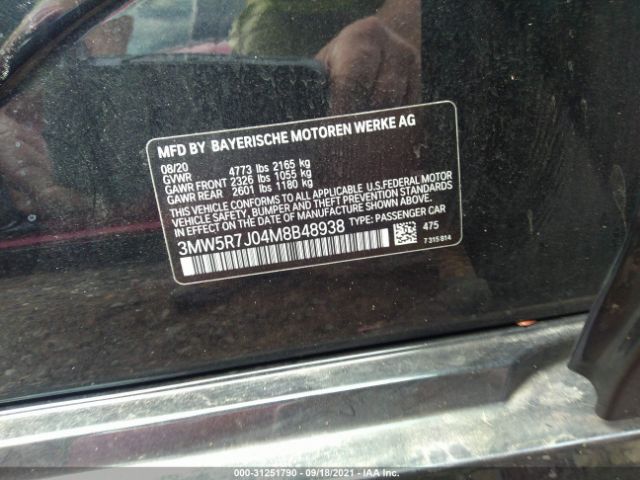 MFD BY BAYERISCHE MOTOREN WERKE AG
08/20
GVWR 4773 lbs 2165 kg
GAWR FRONT 2326 lbs 1055 kg
GAWR REAR 2601 lbs 1180 kg
THIS VEHICLE CONFORMS TO ALL APPLICABLE U.S.FEDERAL MOTOR
VEHICLE SAFETY, BUMPER, AND THEFT PREVENTION STANDARDS
IN EFFECT ON THE DATE OF MANUFACTURE SHOWN ABOVE.
3MW5R7J04M8B48938 TYPE: PASSENGER CAR
475
7 315 814
000-31251790 - 09/18/2021 - IAA Inc.